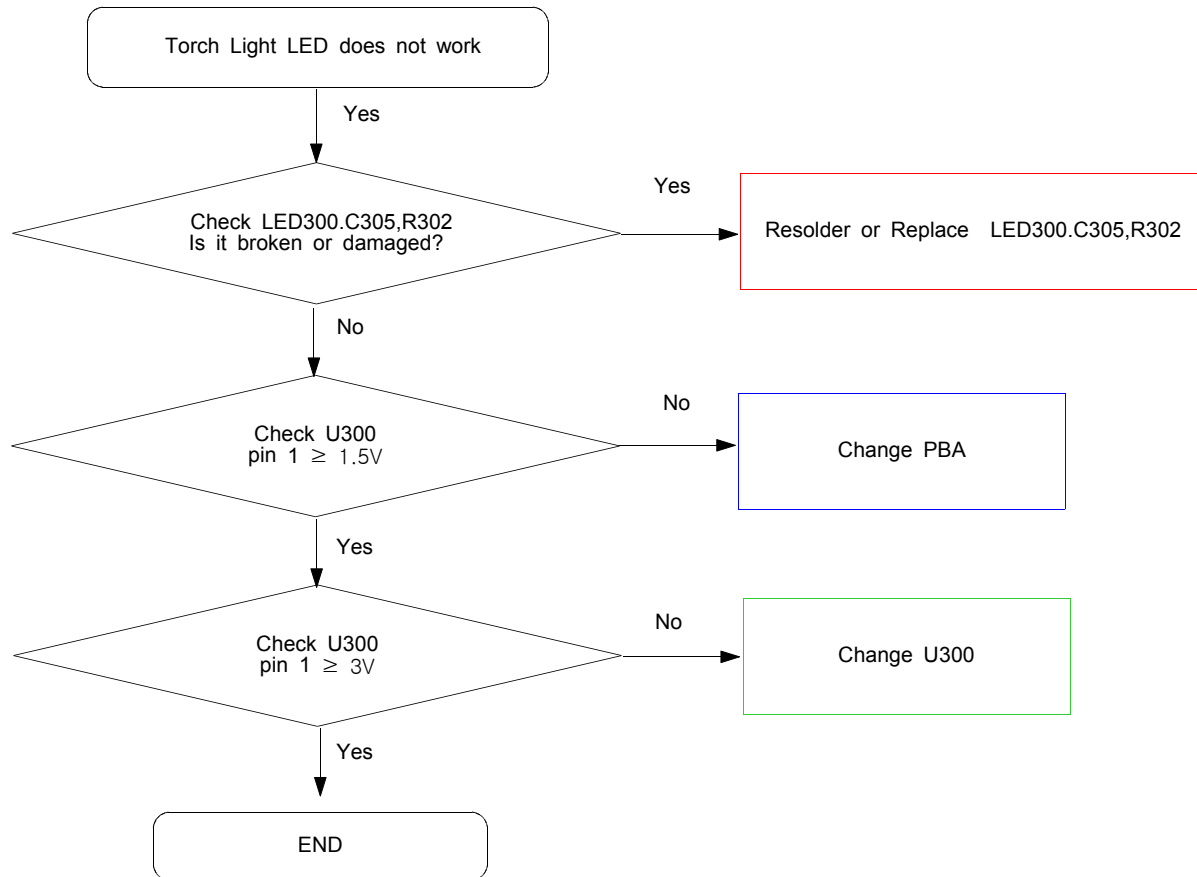 Torch Light LED does not work
Yes
Check LED300.C305,R302
Is it broken or damaged?
Yes
Resolder or Replace LED300.C305,R302
No
Check U300
pin 1 ≥ 1.5V
No
Change PBA
Yes
Check U300
pin 1 ≥ 3V
No
Change U300
Yes
END